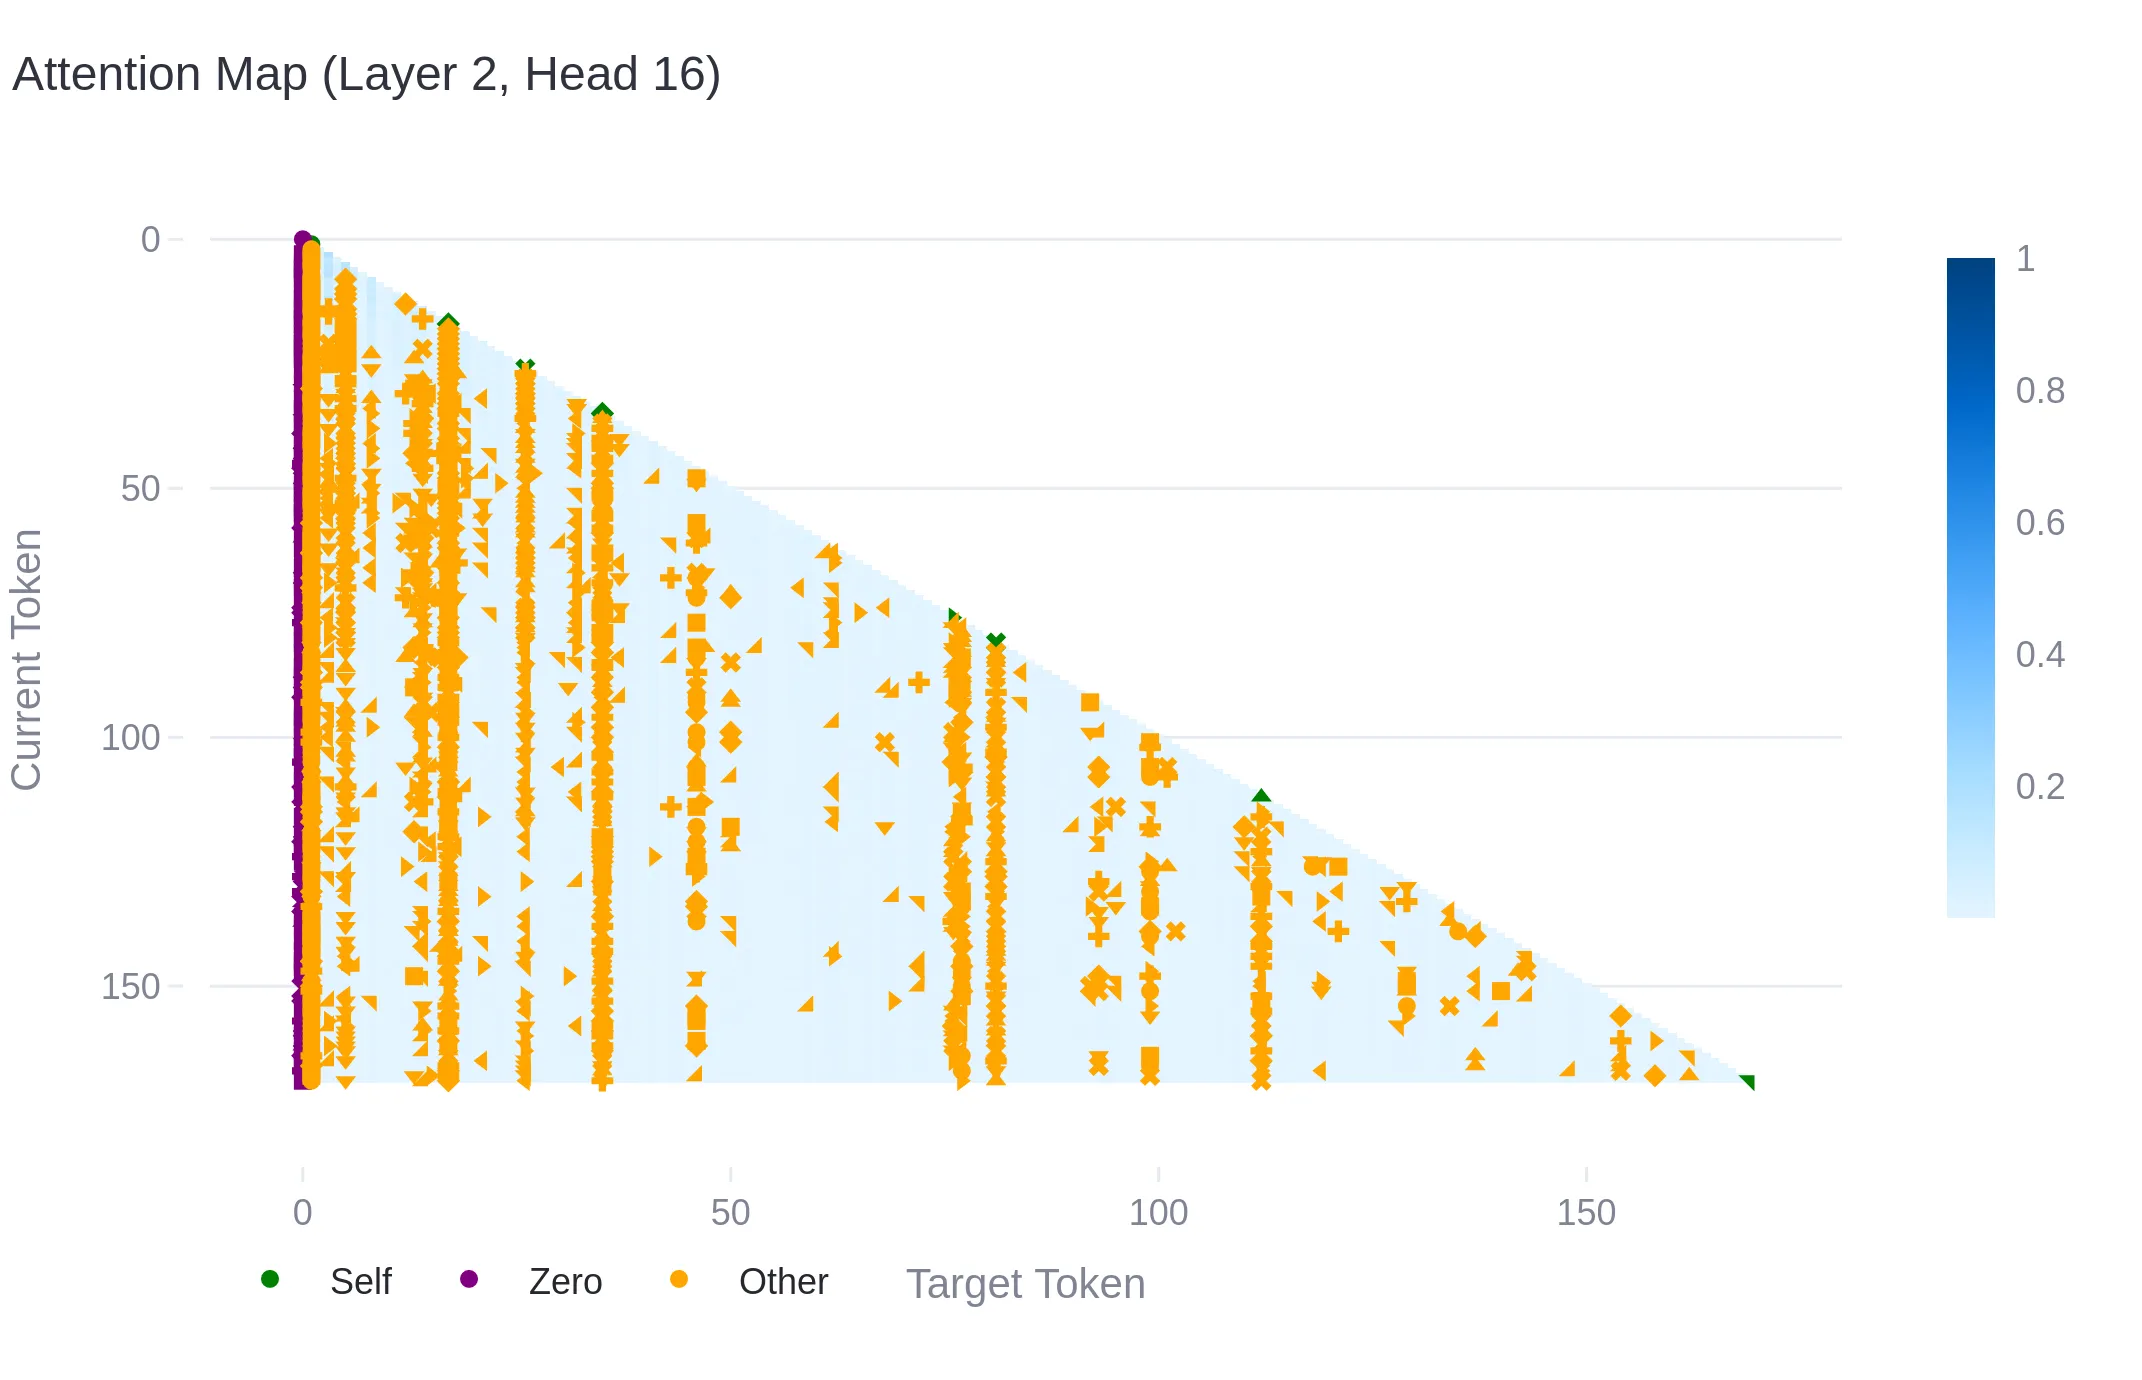 Attention Map (Layer 2, Head 16)
0
50
100
150
Current Token
1
0.8
0.6
0.4
0.2
0
50
100
150
Self
Zero
Other
Target Token